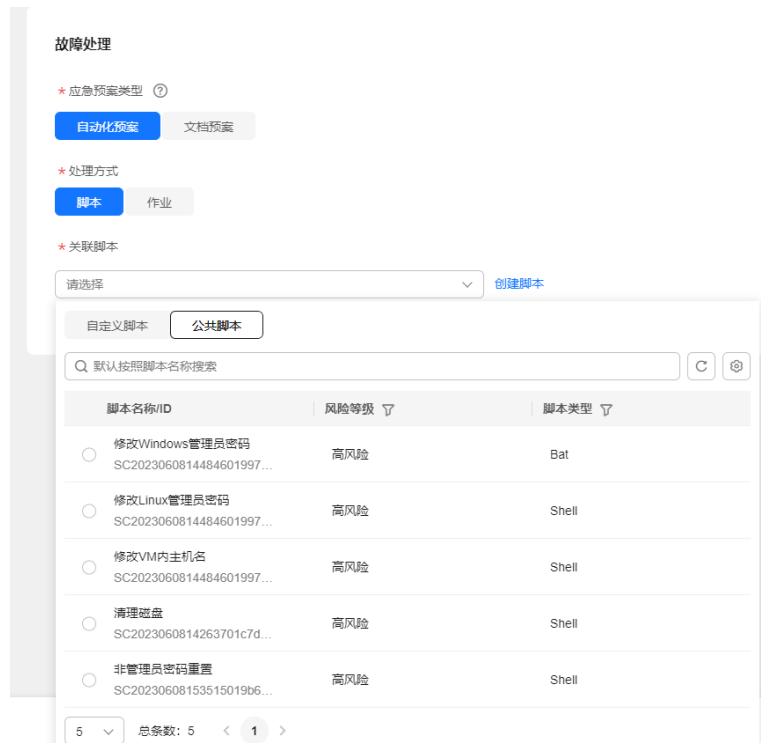 故障处理
* 应急预案类型 ?
自动化预案 文档预案
* 处理方式
脚本 作业
* 关联脚本
请选择 创建脚本
自定义脚本 公共脚本
默认按照脚本名称搜索
脚本名称/ID 风险等级 脚本类型
修改Windows管理员密码
SC2023060814484601997... 高风险 Bat
修改Linux管理员密码
SC2023060814484601997... 高风险 Shell
修改VM内主机名
SC2023060814484601997... 高风险 Shell
清理磁盘
SC2023060814263701c7d... 高风险 Shell
非管理员密码重置
SC20230608153515019b6... 高风险 Shell
5 总条数: 5 < 1 >